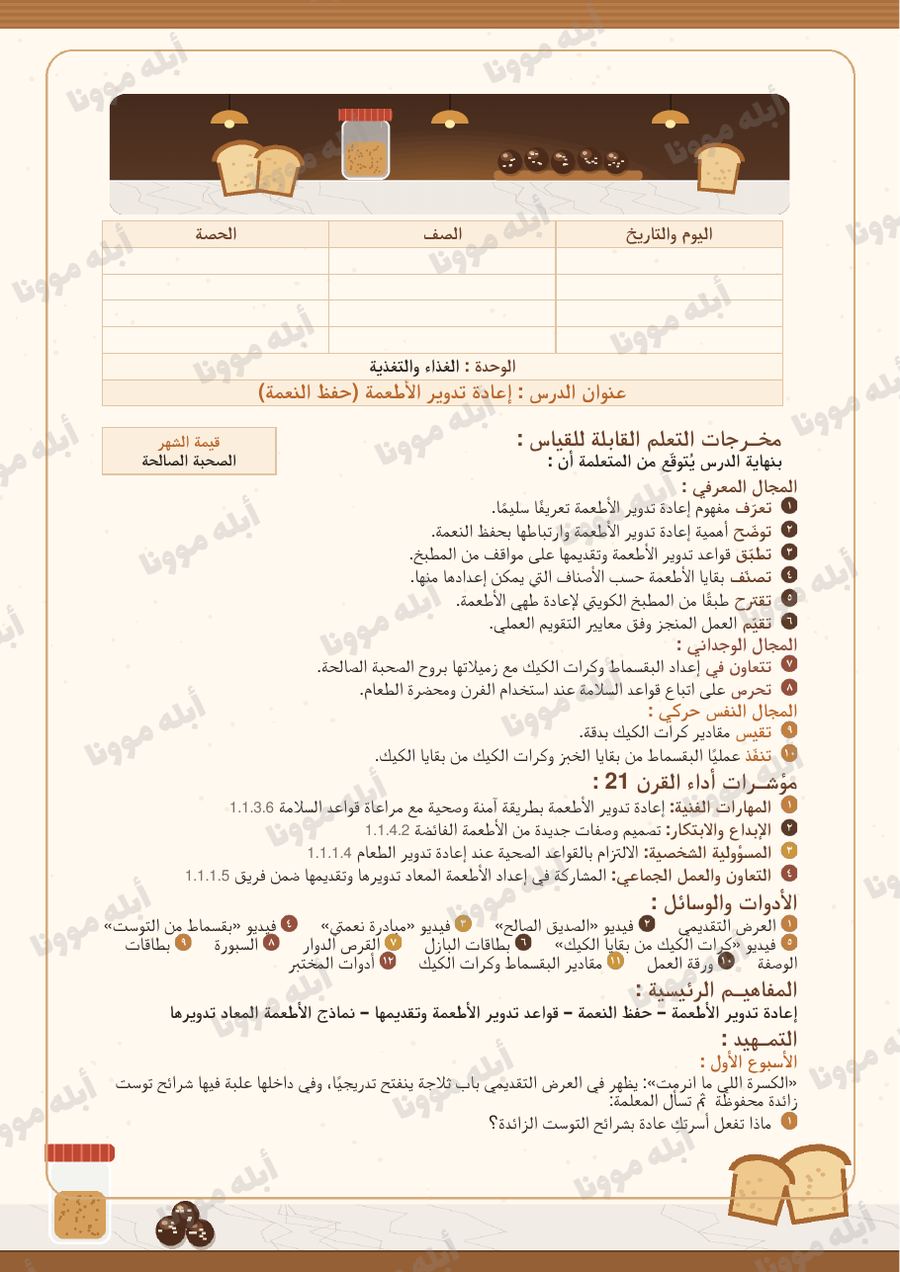 اليوم والتاريخ الصف الحصة
الوحدة : الغذاء والتغذية
عنوان الدرس : إعادة تدوير الأطعمة (حفظ النعمة)
قيمة الشهر
الصحبة الصالحة
مخـرجات التعلم القابلة للقياس :
بنهاية الدرس يُتوقَع من المتعلمة أن :
المجال المعرفي :
١ تعرَف مفهوم إعادة تدوير الأطعمة تعريفًا سليمًا.
٢ توضَح أهمية إعادة تدوير الأطعمة وارتباطها بحفظ النعمة.
٣ تطبَق قواعد تدوير الأطعمة وتقديمها على مواقف من المطبخ.
٤ تصنَف بقايا الأطعمة حسب الأصناف التي يمكن إعدادها منها.
٥ تقترح طبقًا من المطبخ الكويتي لإعادة طهي الأطعمة.
٦ تقيَم العمل المنجز وفق معايير التقويم العملي.
المجال الوجداني :
٧ تتعاون في إعداد البقسماط وكرات الكيك مع زميلاتها بروح الصحبة الصالحة.
٨ تحرص على اتباع قواعد السلامة عند استخدام الفرن ومحضرة الطعام.
المجال النفس حركي :
٩ تقيس مقادير كرات الكيك بدقة.
١٠ تنفَذ عمليًا البقسماط من بقايا الخبز وكرات الكيك من بقايا الكيك.
مؤشـرات أداء القرن 21 :
١ المهارات الفنية: إعادة تدوير الأطعمة بطريقة آمنة وصحية مع مراعاة قواعد السلامة 1.1.3.6
٢ الإبداع والابتكار: تصميم وصفات جديدة من الأطعمة الفائضة 1.1.4.2
٣ المسؤولية الشخصية: الالتزام بالقواعد الصحية عند إعادة تدوير الطعام 1.1.1.4
٤ التعاون والعمل الجماعي: المشاركة في إعداد الأطعمة المعاد تدويرها وتقديمها ضمن فريق 1.1.1.5
الأدوات والوسائل :
١ العرض التقديمي ٢ فيديو «الصديق الصالح» ٣ فيديو «مبادرة نعمتي» ٤ فيديو «بقسماط من التوست»
٥ فيديو «كرات الكيك من بقايا الكيك» ٦ بطاقات البازل ٧ القرص الدوار ٨ السبورة ٩ بطاقات
الوصفة ١٠ ورقة العمل ١١ مقادير البقسماط وكرات الكيك ١٢ أدوات المختبر
المفاهيـم الرئيسية :
إعادة تدوير الأطعمة – حفظ النعمة – قواعد تدوير الأطعمة وتقديمها – نماذج الأطعمة المعاد تدويرها
التمـهيد :
الأسبوع الأول :
«الكسرة اللي ما انرمت»: يظهر في العرض التقديمي باب ثلاجة ينفتح تدريجيًا، وفي داخلها علبة فيها شرائح توست
زائدة محفوظة ثم تسأل المعلمة:
١ ماذا تفعل أسرتكِ عادة بشرائح التوست الزائدة؟
أبله موونا